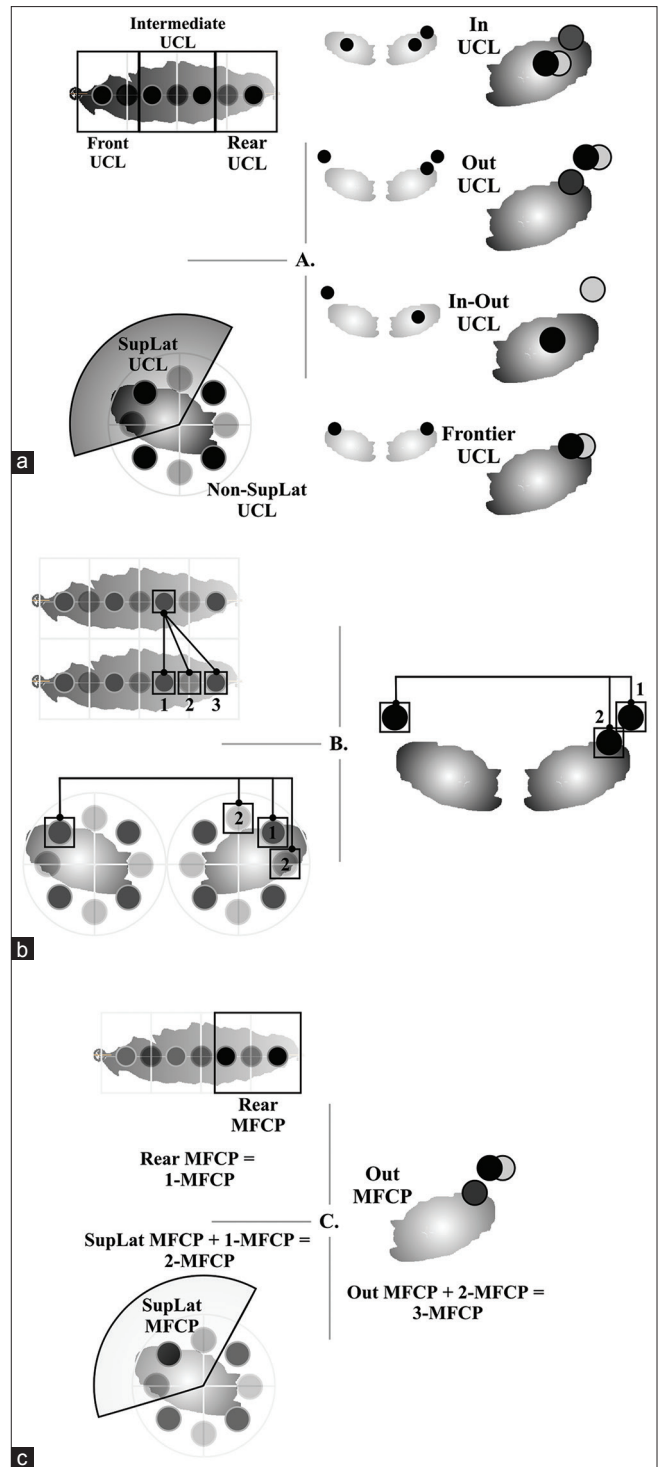 Intermediate
UCL
Front
UCL
Rear
UCL
In
UCL
Out
UCL
A.
In-Out
UCL
SupLat
UCL
Frontier
UCL
Non-SupLat
UCL
a
1 2 3
B.
1
2
2
1
2
b
Rear
MFCP
Rear MFCP =
1-MFCP
Out
MFCP
C.
SupLat MFCP + 1-MFCP =
2-MFCP
Out MFCP + 2-MFCP =
3-MFCP
SupLat
MFCP
c